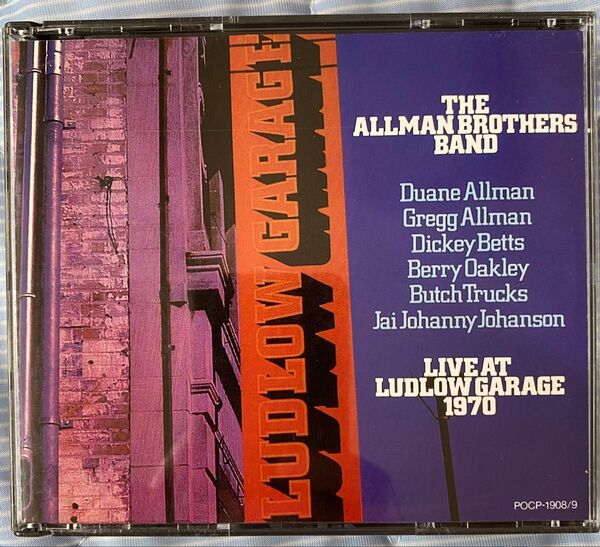 LUDLOW GARAGE
THE
ALLMAN BROTHERS
BAND
Duane Allman
Gregg Allman
Dickey Betts
Berry Oakley
Butch Trucks
Jai Johanny Johanson
LIVE AT
LUDLOW GARAGE
1970
POCP-1908/9